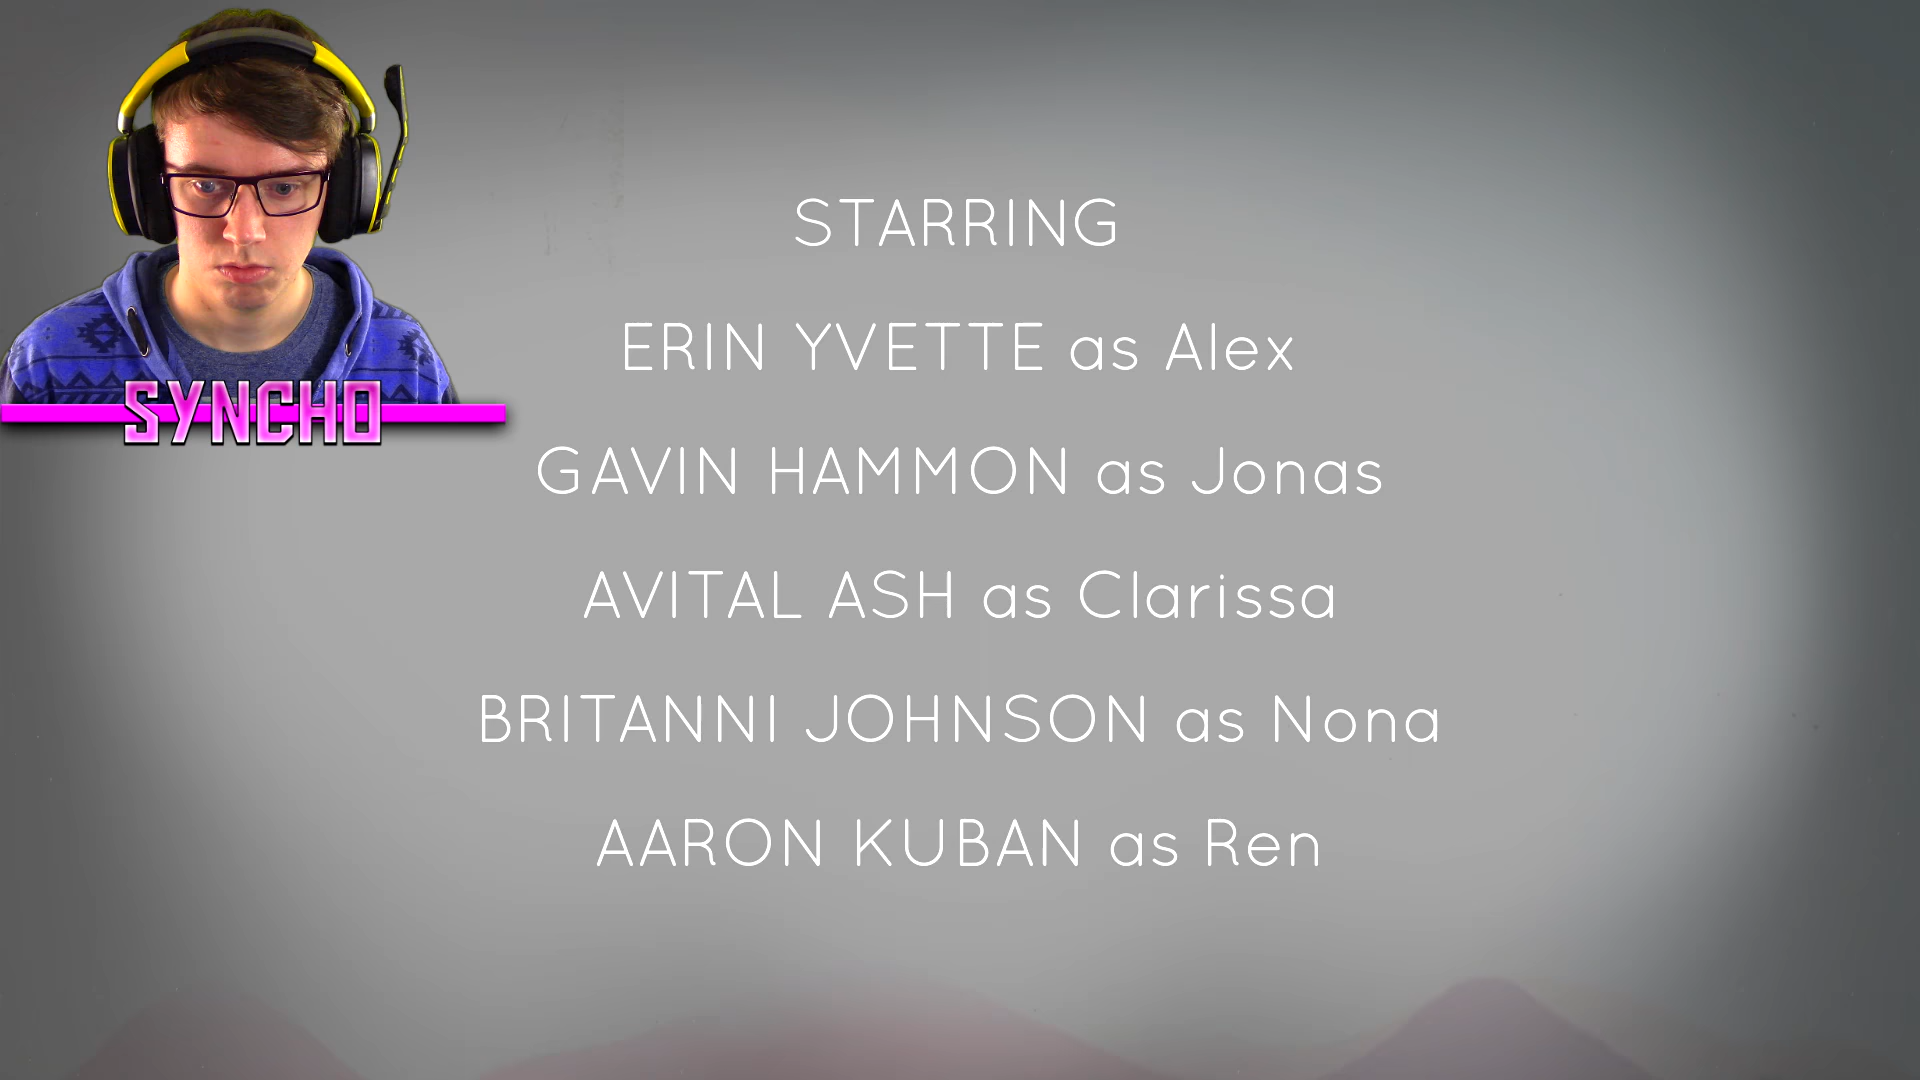 STARRING
ERIN YVETTE as Alex
SYNCHO
GAVIN HAMMON as Jonas
AVITAL ASH as Clarissa
BRITANNI JOHNSON as Nona
AARON KUBAN as Ren